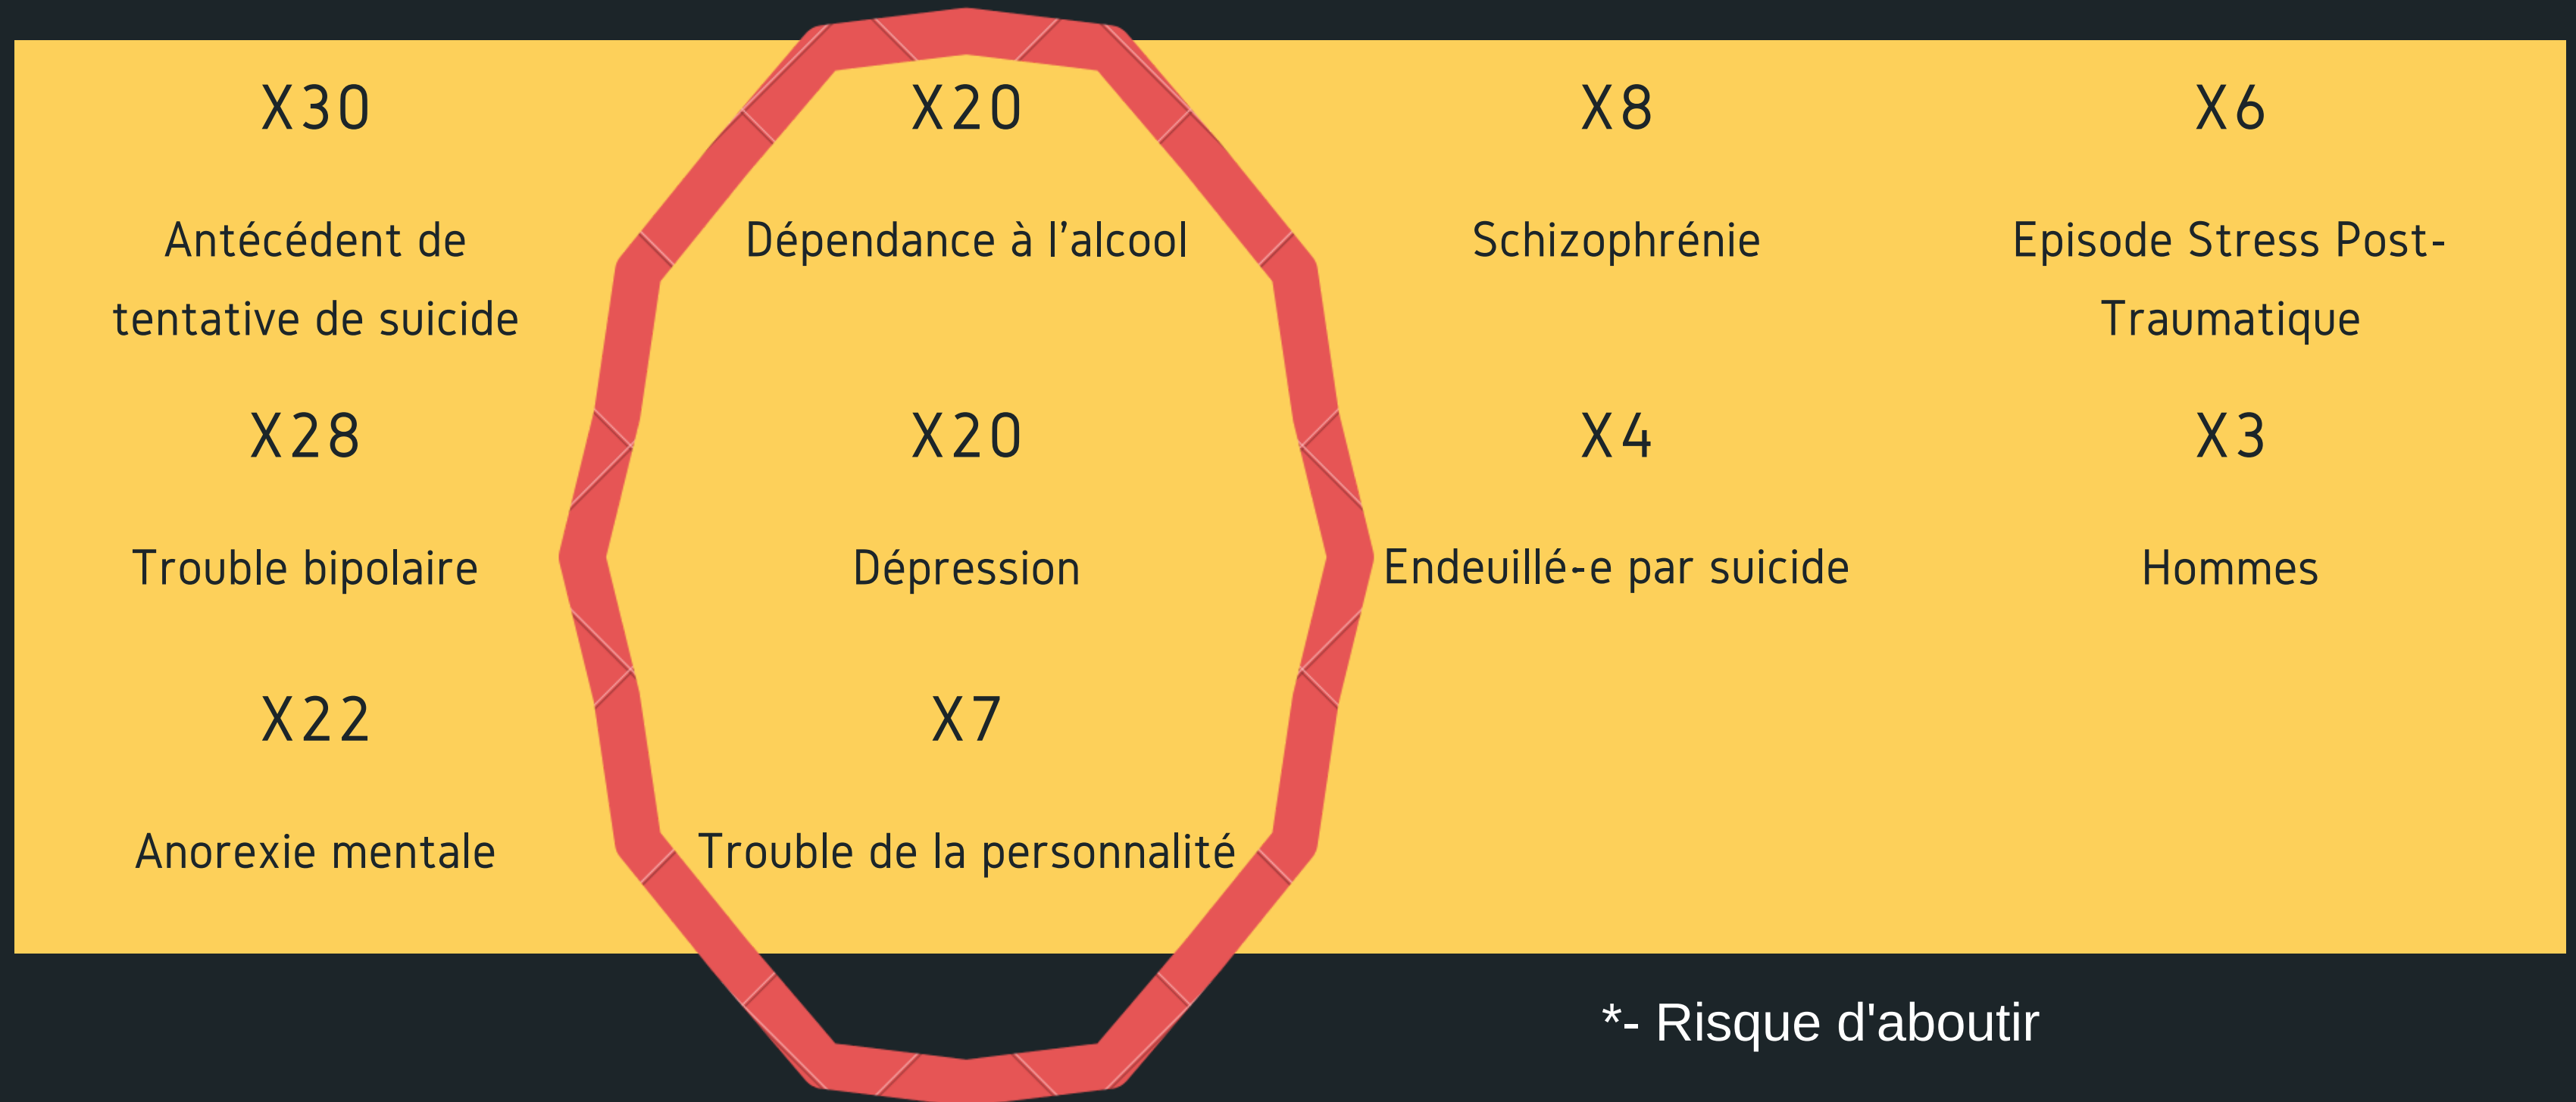 X30
Antécédent de
tentative de suicide
X28
Trouble bipolaire
X22
Anorexie mentale
X20
Dépendance à l'alcool
X20
Dépression
X7
Trouble de la personnalité
X8
Schizophrénie
X4
Endeuillé-e par suicide
X6
Episode Stress Post-
Traumatique
X3
Hommes
*- Risque d'aboutir